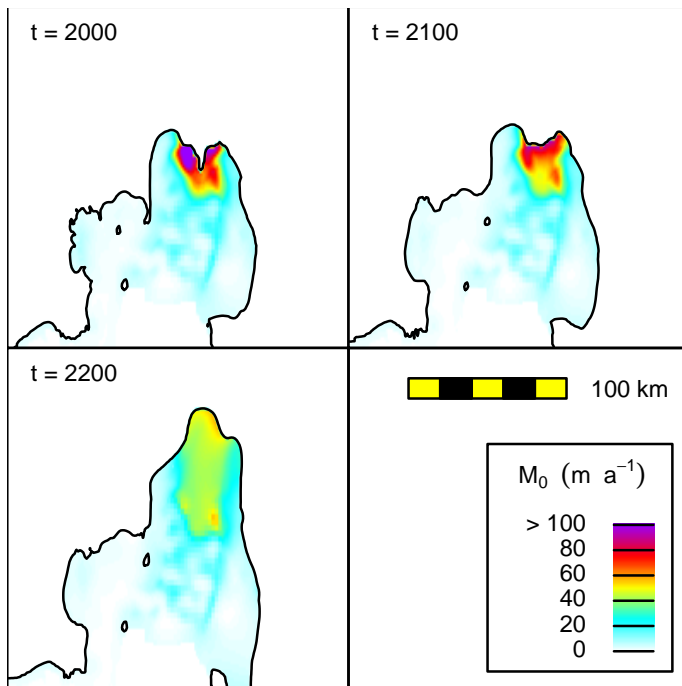 t = 2000
t = 2100
t = 2200
100 km
M₀ (m a⁻¹)
> 100
80
60
40
20
0